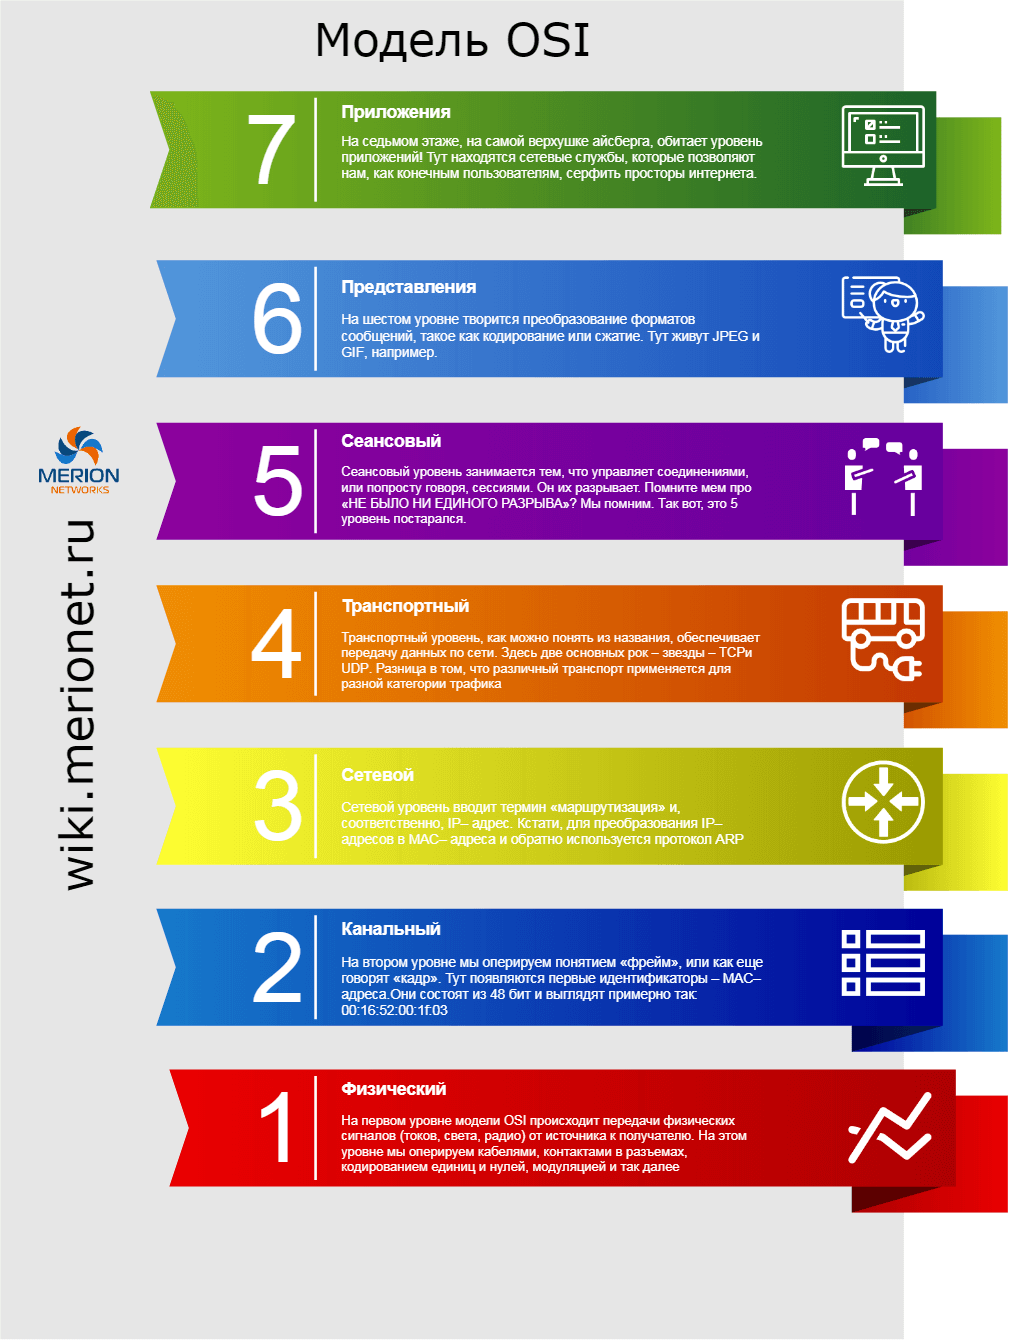 Модель OSI
7
Приложения
На седьмом этаже, на самой верхушке айсберга, обитает уровень
приложений! Тут находятся сетевые службы, которые позволяют
нам, как конечным пользователям, серфить просторы интернета.
6
Представления
На шестом уровне творится преобразование форматов
сообщений, такое как кодирование или сжатие. Тут живут JPEG и
GIF, например.
5
Сеансовый
Сеансовый уровень занимается тем, что управляет соединениями,
или попросту говоря, сессиями. Он их разрывает. Помните мем про
«НЕ БЫЛО НИ ЕДИНОГО РАЗРЫВА»? Мы помним. Так вот, это 5
уровень постарался.
MERION
NETWORKS
wiki.merionet.ru
4
Транспортный
Транспортный уровень, как можно понять из названия, обеспечивает
передачу данных по сети. Здесь две основных рок – звезды – TCPи
UDP. Разница в том, что различный транспорт применяется для
разной категории трафика
3
Сетевой
Сетевой уровень вводит термин «маршрутизация» и,
соответственно, IP– адрес. Кстати, для преобразования IP–
адресов в MAC– адреса и обратно используется протокол ARP
2
Канальный
На втором уровне мы оперируем понятием «фрейм», или как еще
говорят «кадр». Тут появляются первые идентификаторы – MAC–
адреса.Они состоят из 48 бит и выглядят примерно так:
00:16:52:00:1f:03
1
Физический
На первом уровне модели OSI происходит передачи физических
сигналов (токов, света, радио) от источника к получателю. На этом
уровне мы оперируем кабелями, контактами в разъемах,
кодированием единиц и нулей, модуляцией и так далее